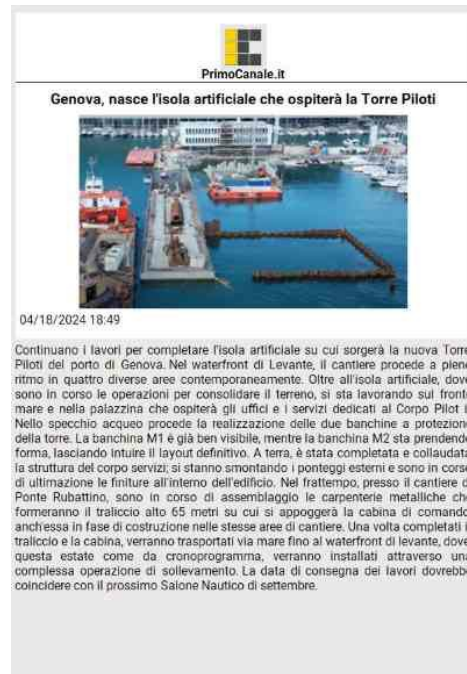 PrimoCanale.it
Genova, nasce l'isola artificiale che ospiterà la Torre Piloti
04/18/2024 18:49
Continuano i lavori per completare l'isola artificiale su cui sorgerà la nuova Torre
Piloti del porto di Genova. Nel waterfront di Levante, il cantiere procede a pieno
ritmo in quattro diverse aree contemporaneamente. Oltre all'isola artificiale, dove
sono in corso le operazioni per consolidare il terreno, si sta lavorando sul fronte
mare e nella palazzina che ospiterà gli uffici e i servizi dedicati al Corpo Pilot i.
Nello specchio acqueo procede la realizzazione delle due banchine a protezione
della torre. La banchina M1 è già ben visibile, mentre la banchina M2 sta prendendo
forma, lasciando intuire il layout definitivo. A terra, è stata completata e collaudata
la struttura del corpo servizi; si stanno smontando i ponteggi esterni e sono in corso
di ultimazione le finiture all'interno dell'edificio. Nel frattempo, presso il cantiere di
Ponte Rubattino, sono in corso di assemblaggio le carpenterie metalliche che
formeranno il traliccio alto 65 metri su cui si appoggerà la cabina di comando,
anch'essa in fase di costruzione nelle stesse aree di cantiere. Una volta completati il
traliccio e la cabina, verranno trasportati via mare fino al waterfront di levante, dove,
questa estate come da cronoprogramma, verranno installati attraverso una
complessa operazione di sollevamento. La data di consegna dei lavori dovrebbe
coincidere con il prossimo Salone Nautico di settembre.